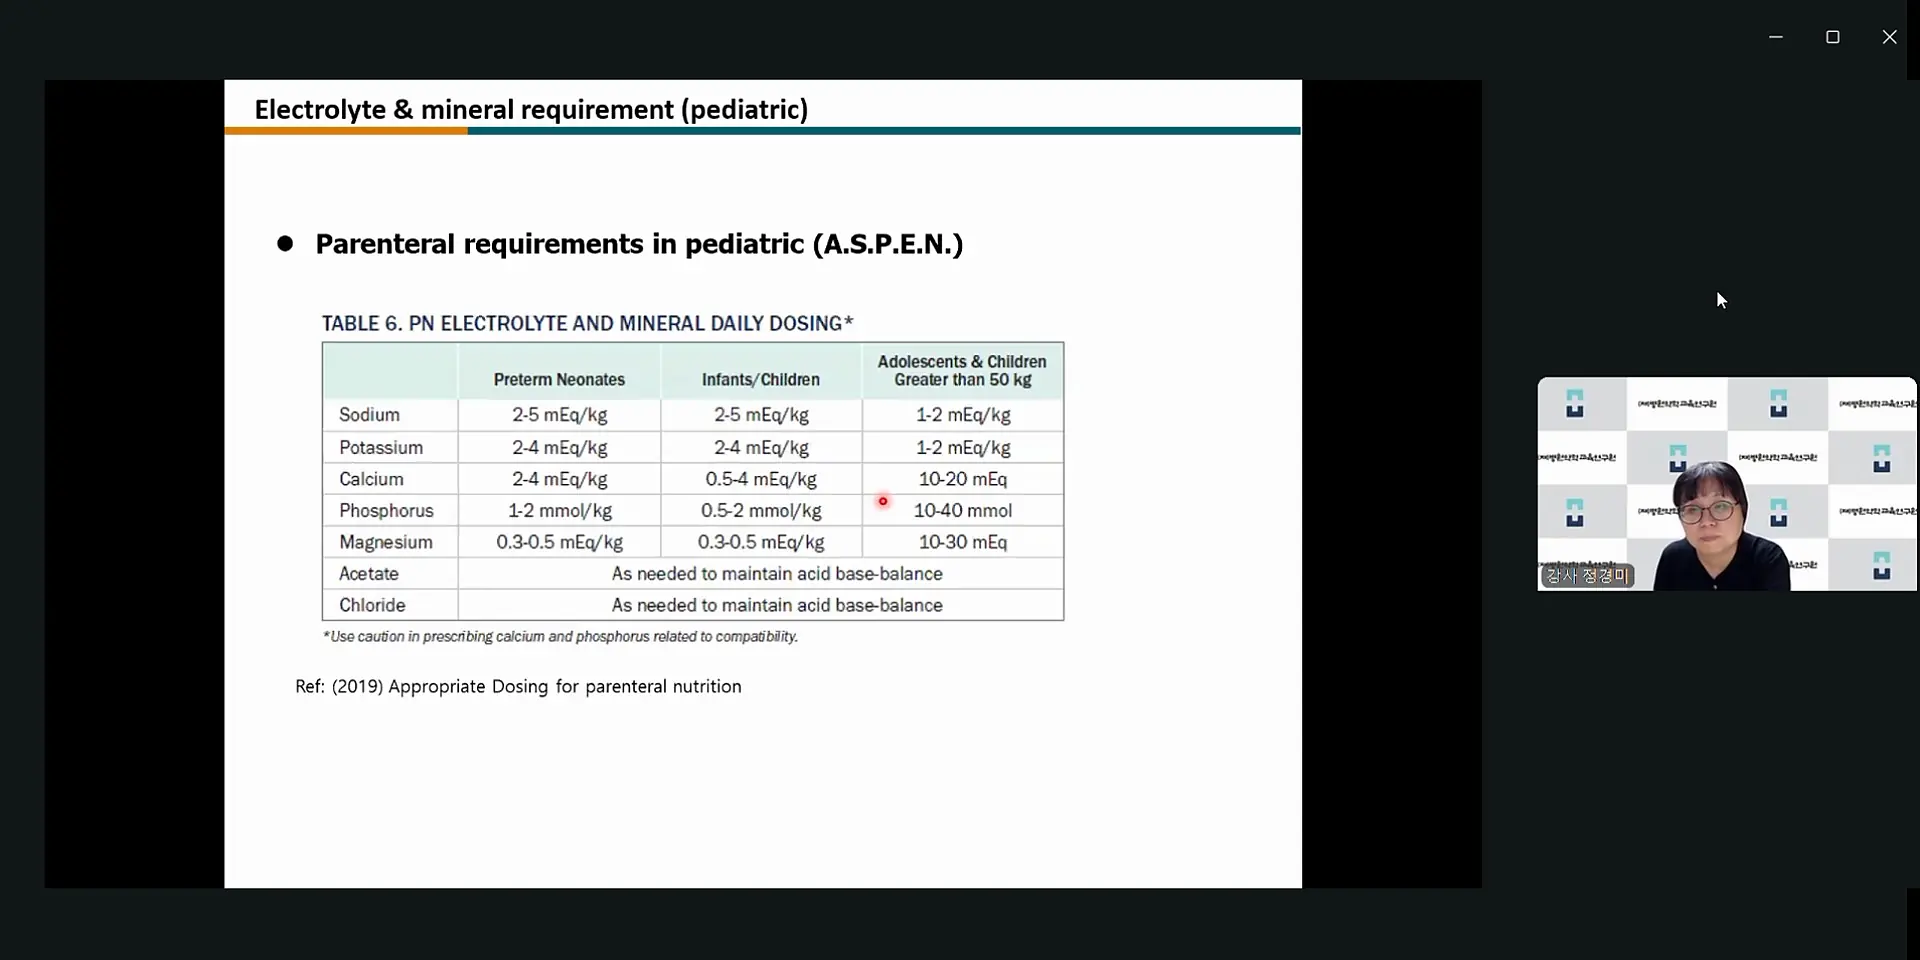 Electrolyte & mineral requirement (pediatric)
● Parenteral requirements in pediatric (A.S.P.E.N.)
TABLE 6. PN ELECTROLYTE AND MINERAL DAILY DOSING*
Preterm Neonates Infants/Children Adolescents & Children Greater than 50 kg
Sodium 2-5 mEq/kg 2-5 mEq/kg 1-2 mEq/kg
Potassium 2-4 mEq/kg 2-4 mEq/kg 1-2 mEq/kg
Calcium 2-4 mEq/kg 0.5-4 mEq/kg 10-20 mEq
Phosphorus 1-2 mmol/kg 0.5-2 mmol/kg 10-40 mmol
Magnesium 0.3-0.5 mEq/kg 0.3-0.5 mEq/kg 10-30 mEq
Acetate As needed to maintain acid base-balance
Chloride As needed to maintain acid base-balance
*Use caution in prescribing calcium and phosphorus related to compatibility.
Ref: (2019) Appropriate Dosing for parenteral nutrition
강사 정경미